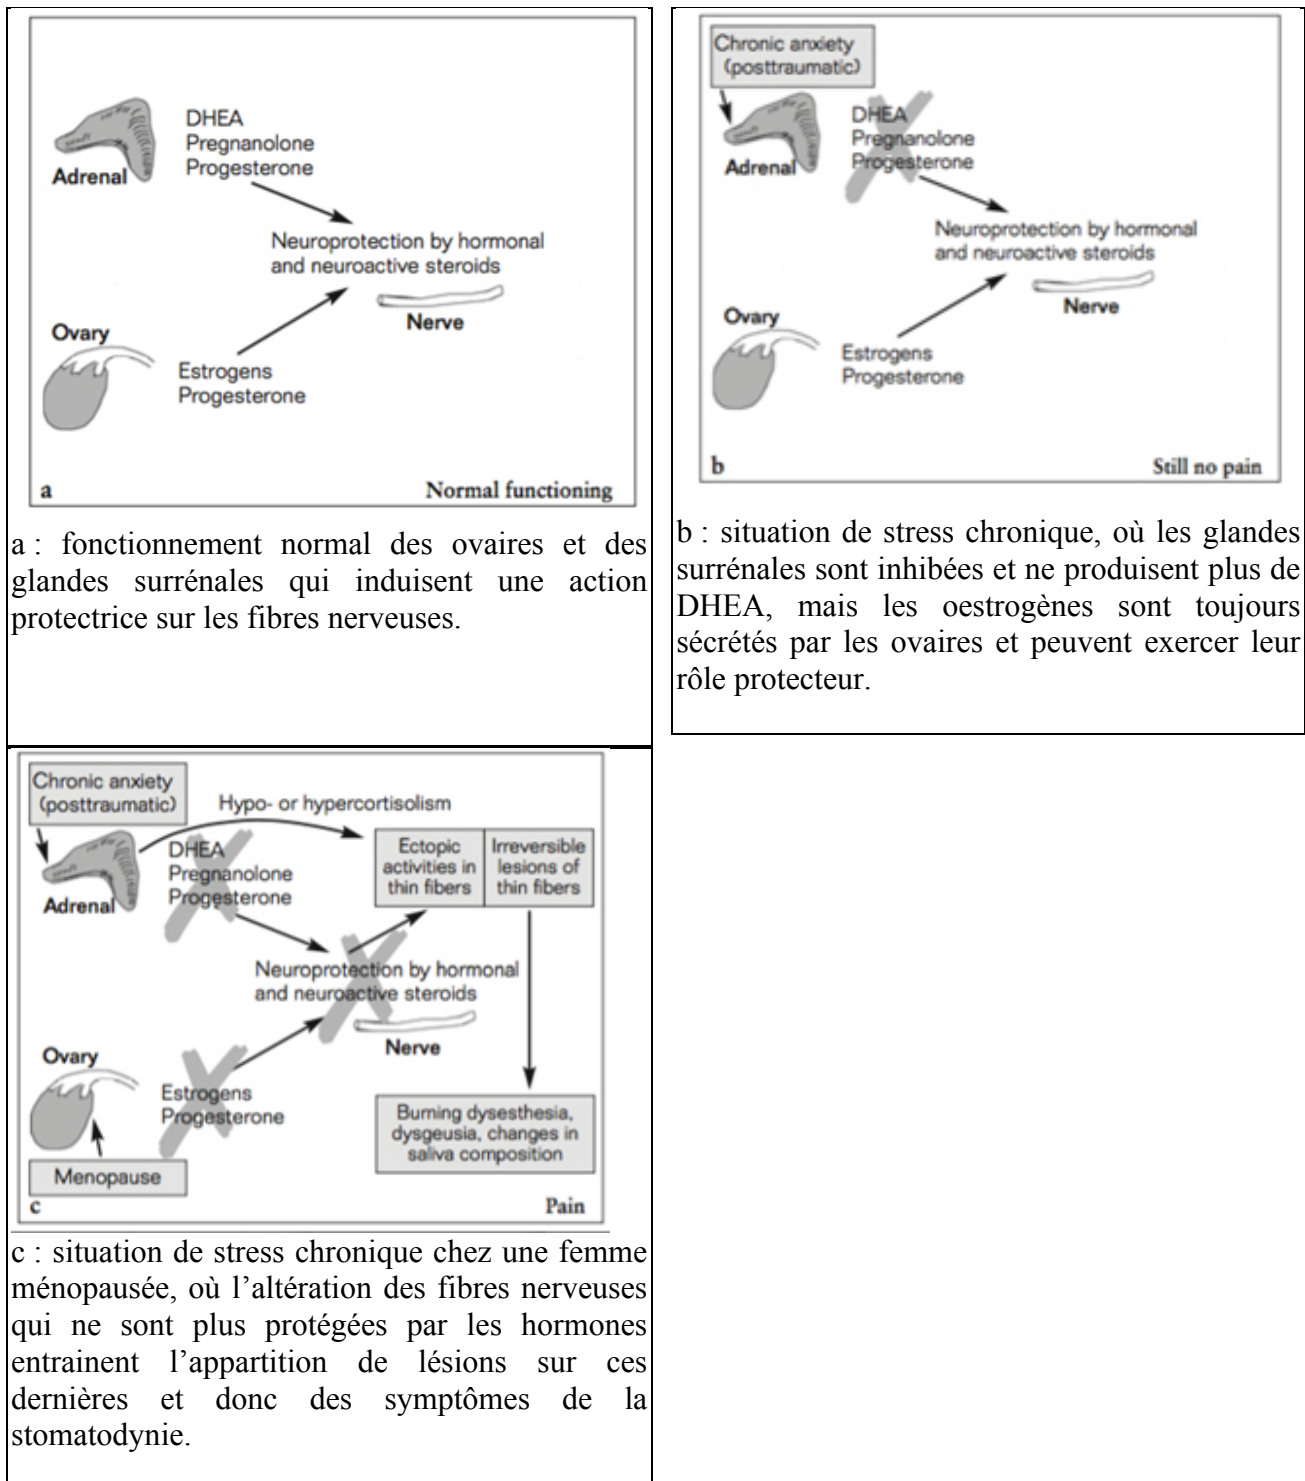 DHEA
Pregnanolone
Progesterone
Adrenal
Neuroprotection by hormonal
and neuroactive steroids
Nerve
Ovary
Estrogens
Progesterone
a
Normal functioning
a : fonctionnement normal des ovaires et des
glandes surrénales qui induisent une action
protectrice sur les fibres nerveuses.
Chronic anxiety
(posttraumatic)
DHEA
Pregnanolone
Progesterone
Adrenal
Neuroprotection by hormonal
and neuroactive steroids
Nerve
Ovary
Estrogens
Progesterone
b
Still no pain
b : situation de stress chronique, où les glandes
surrénales sont inhibées et ne produisent plus de
DHEA, mais les oestrogènes sont toujours
sécrétés par les ovaires et peuvent exercer leur
rôle protecteur.
Chronic anxiety
(posttraumatic)
Hypo- or hypercortisolism
DHEA
Pregnanolone
Progesterone
Adrenal
Ectopic
activities in
thin fibers
Irreversible
lesions of
thin fibers
Neuroprotection by hormonal
and neuroactive steroids
Nerve
Ovary
Estrogens
Progesterone
Menopause
Burning dysesthesia,
dysgeusia, changes in
saliva composition
c
Pain
c : situation de stress chronique chez une femme
ménopausée, où l'altération des fibres nerveuses
qui ne sont plus protégées par les hormones
entrainent l'appartition de lésions sur ces
dernières et donc des symptômes de la
stomatodynie.